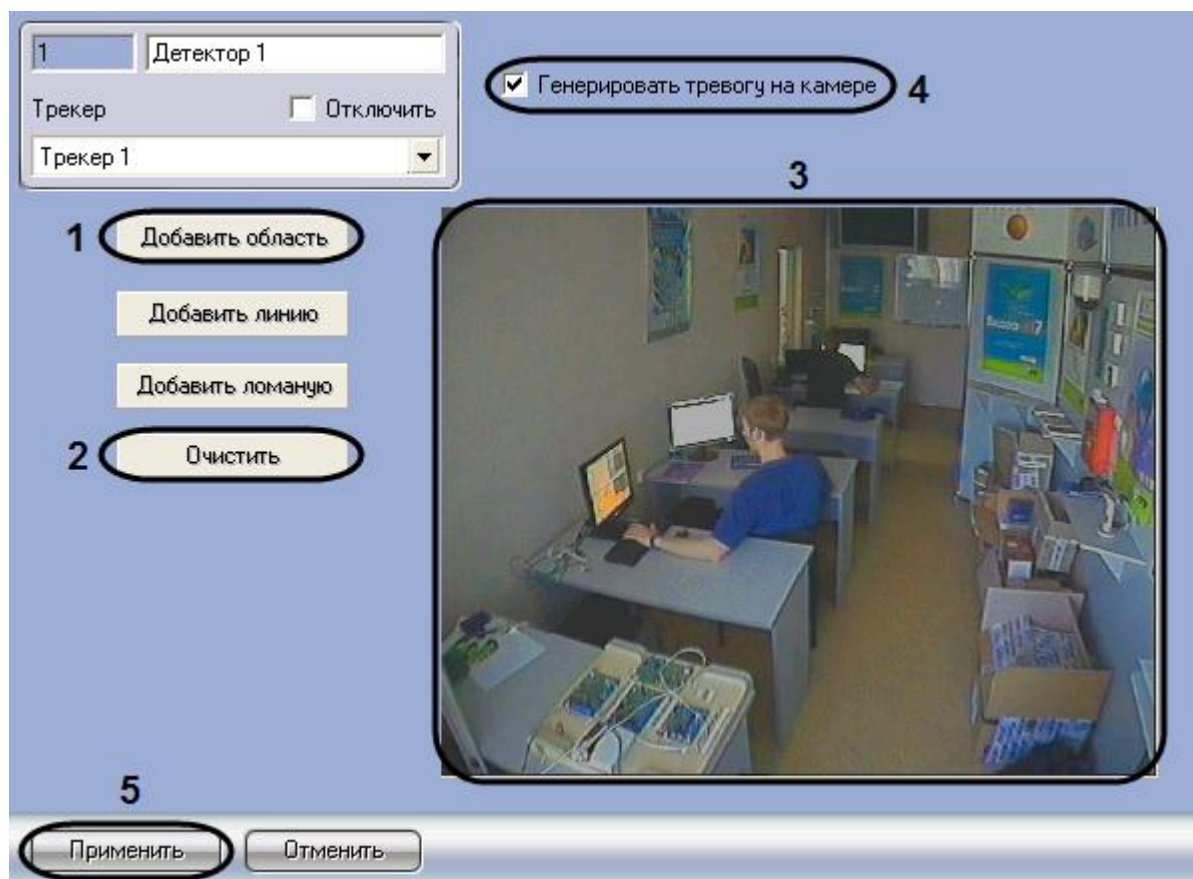 1
Детектор 1
Трекер
Отключить
Трекер 1
Генерировать тревогу на камере
4
3
1
Добавить область
Добавить линию
Добавить ломаную
2
Очистить
5
Применить
Отменить